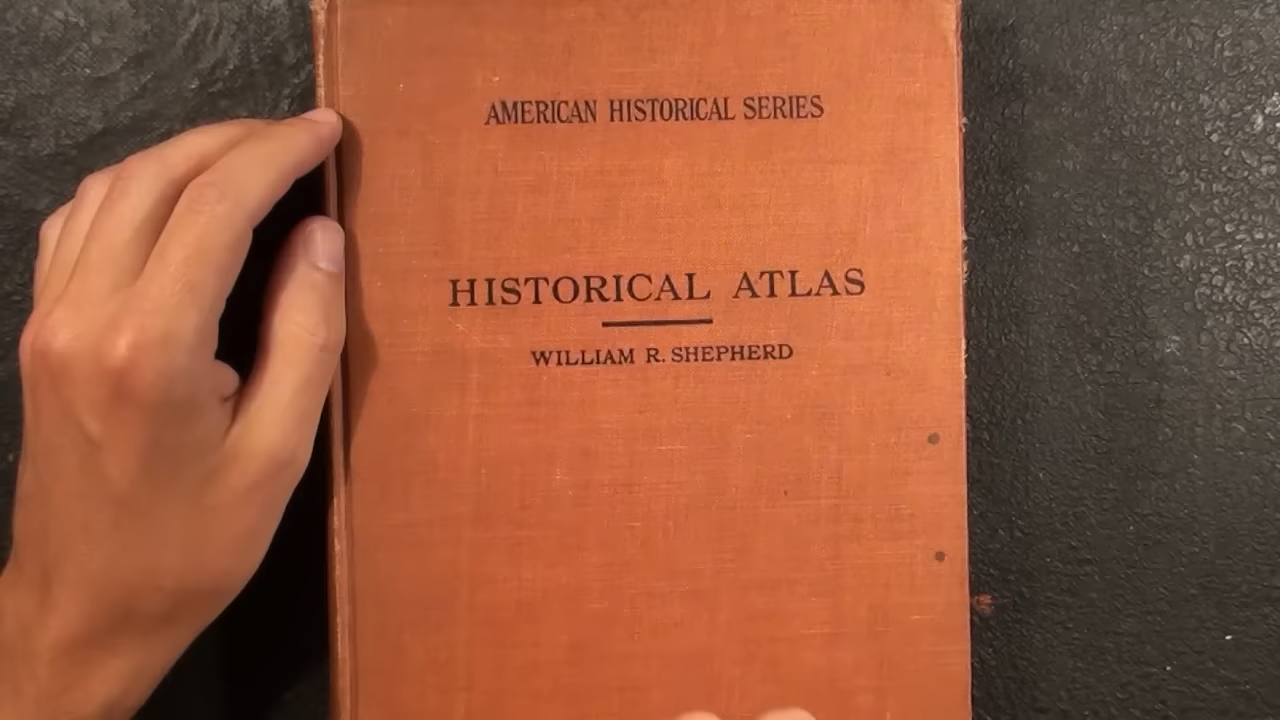 AMERICAN HISTORICAL SERIES
HISTORICAL ATLAS
WILLIAM R. SHEPHERD